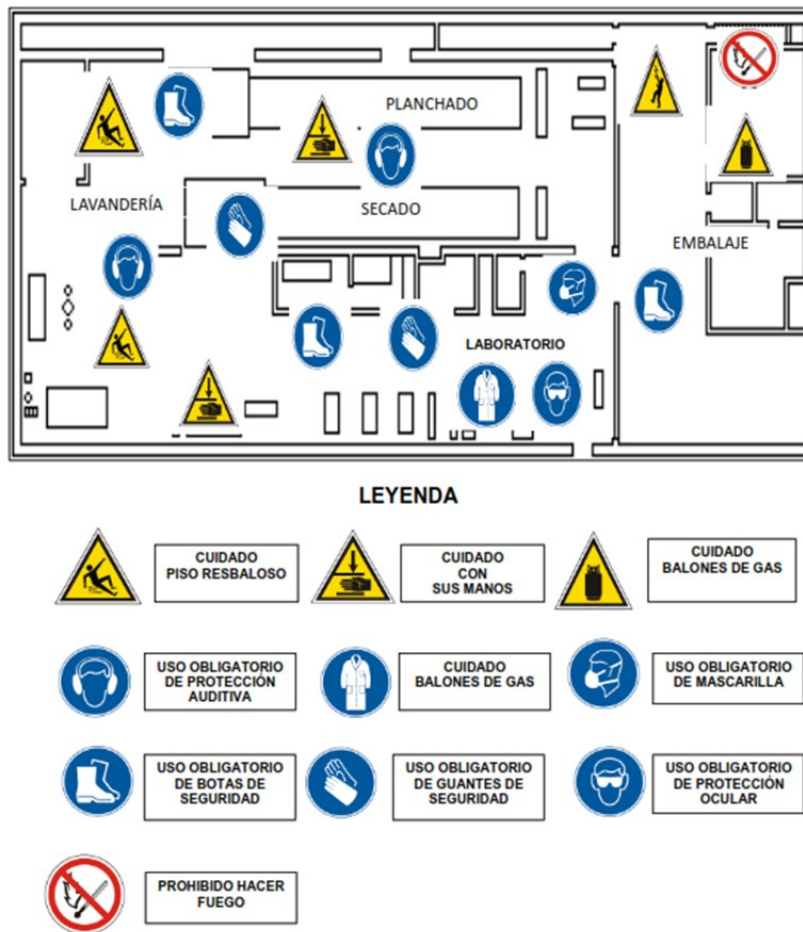 PLANCHADO
LAVANDERÍA
SECADO
EMBALAJE
LABORATORIO
LEYENDA
CUIDADO
PISO RESBALOSO
CUIDADO
CON
SUS MANOS
CUIDADO
BALONES DE GAS
USO OBLIGATORIO
DE PROTECCIÓN
AUDITIVA
CUIDADO
BALONES DE GAS
USO OBLIGATORIO
DE MASCARILLA
USO OBLIGATORIO
DE BOTAS DE
SEGURIDAD
USO OBLIGATORIO
DE GUANTES DE
SEGURIDAD
USO OBLIGATORIO
DE PROTECCIÓN
OCULAR
PROHIBIDO HACER
FUEGO